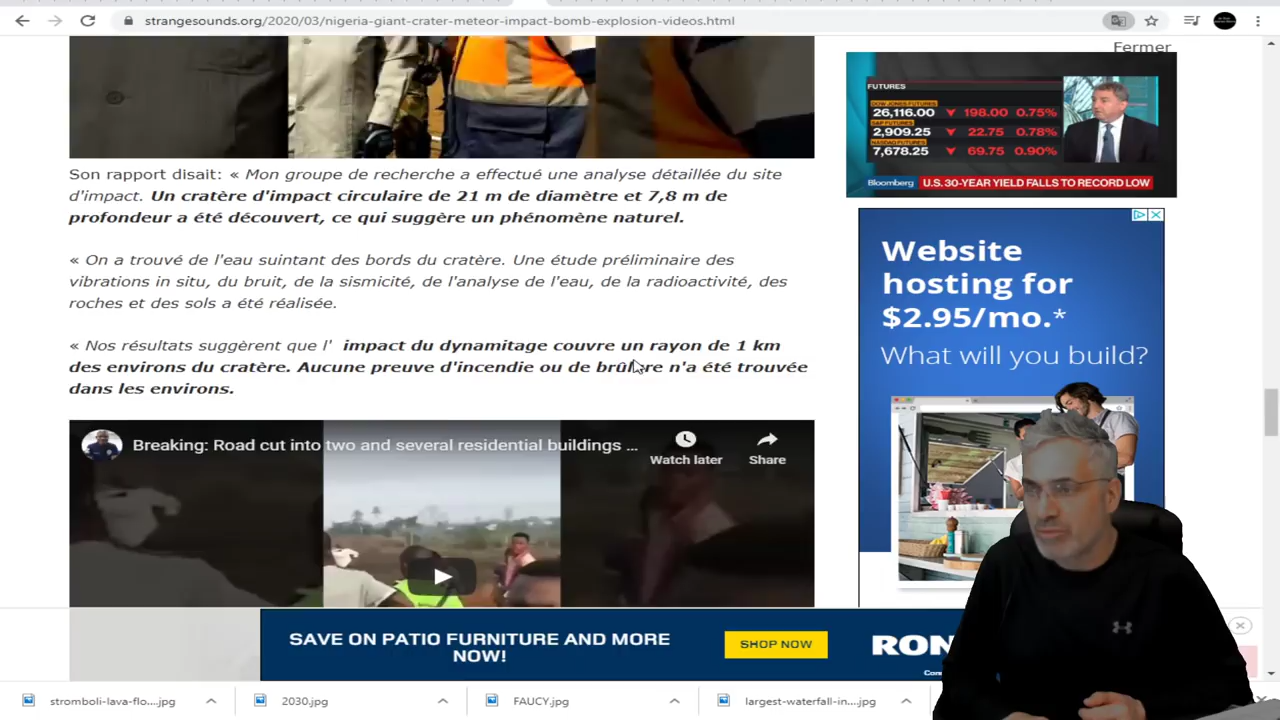 strangesounds.org/2020/03/nigeria-giant-crater-meteor-impact-bomb-explosion-videos.html
Fermer
FUTURES
DOW JONES FUTURES
26,116.00 198.00 0.75%
S&P FUTURES
2,909.25 22.75 0.78%
NASDAQ FUTURES
7,678.25 69.75 0.90%
Bloomberg U.S. 30-YEAR YIELD FALLS TO RECORD LOW
Son rapport disait: « Mon groupe de recherche a effectué une analyse détaillée du site
d'impact. Un cratère d'impact circulaire de 21 m de diamètre et 7,8 m de
profondeur a été découvert, ce qui suggère un phénomène naturel.
« On a trouvé de l'eau suintant des bords du cratère. Une étude préliminaire des
vibrations in situ, du bruit, de la sismicité, de l'analyse de l'eau, de la radioactivité, des
roches et des sols a été réalisée.
« Nos résultats suggèrent que l' impact du dynamitage couvre un rayon de 1 km
des environs du cratère. Aucune preuve d'incendie ou de brûlure n'a été trouvée
dans les environs.
Website
hosting for
$2.95/mo.*
What will you build?
Breaking: Road cut into two and several residential buildings ...
Watch later
Share
SAVE ON PATIO FURNITURE AND MORE
NOW!
SHOP NOW
RON
stromboli-lava-flo....jpg
2030.jpg
FAUCY.jpg
largest-waterfall-in....jpg